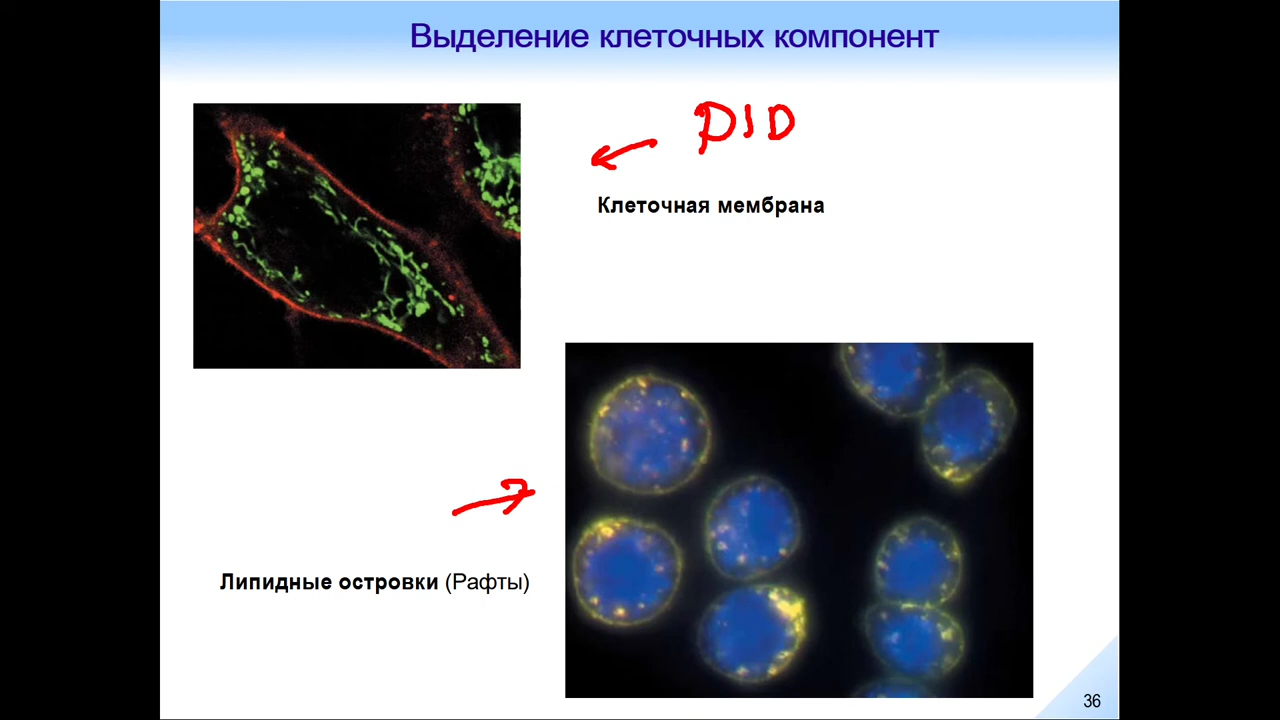 Выделение клеточных компонент
DID
Клеточная мембрана
Липидные островки (Рафты)
36